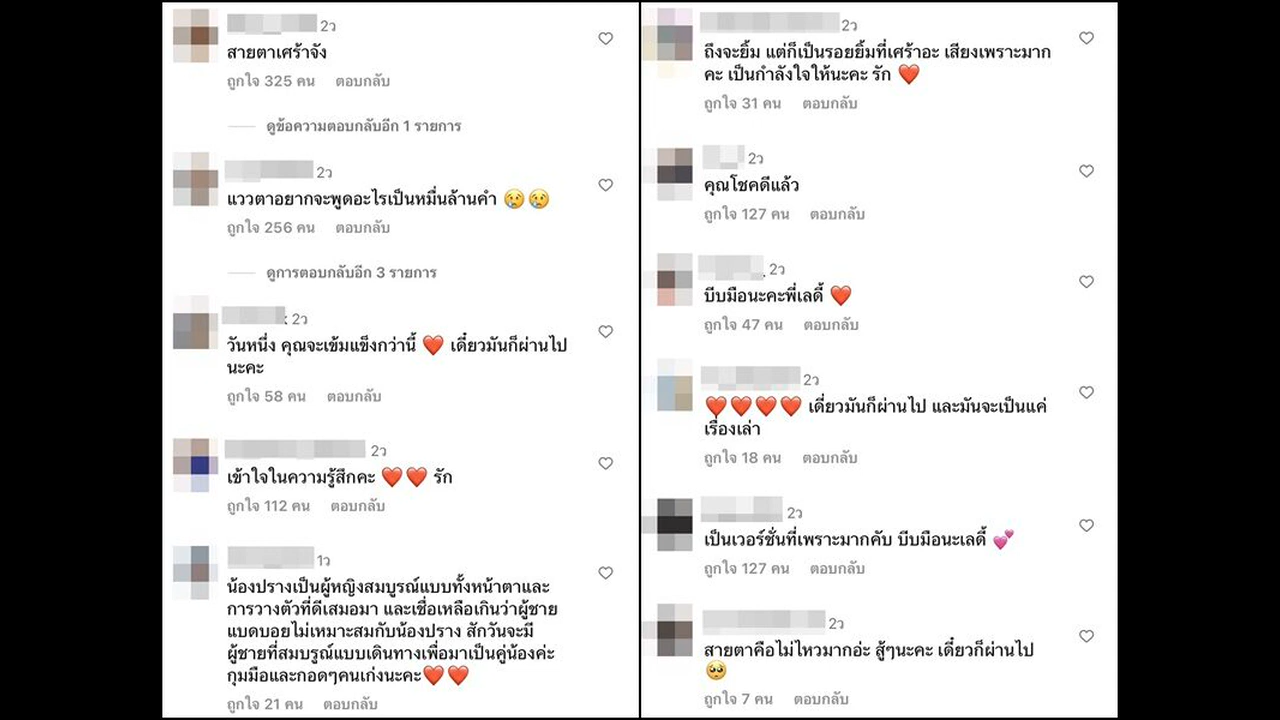 2ว
สายตาเศร้าจัง
ถูกใจ 325 คน ตอบกลับ
ดูข้อความตอบกลับอีก 1 รายการ
2ว
แววตาอยากจะพูดอะไรเป็นหมื่นล้านคำ 😢😢
ถูกใจ 256 คน ตอบกลับ
ดูการตอบกลับอีก 3 รายการ
2ว
วันหนึ่ง คุณจะเข้มแข็งกว่านี้ ❤️ เดี๋ยวมันก็ผ่านไป
นะคะ
ถูกใจ 58 คน ตอบกลับ
2ว
เข้าใจในความรู้สึกคะ ❤️❤️ รัก
ถูกใจ 112 คน ตอบกลับ
1ว
น้องปรางเป็นผู้หญิงสมบูรณ์แบบทั้งหน้าตาและ
การวางตัวที่ดีเสมอมา และเชื่อเหลือเกินว่าผู้ชาย
แบดบอยไม่เหมาะสมกับน้องปราง สักวันจะมี
ผู้ชายที่สมบรูณ์แบบเดินทางเพื่อมาเป็นคู่น้องค่ะ
กุมมือและกอดๆคนเก่งนะคะ❤️❤️
ถูกใจ 21 คน ตอบกลับ
2ว
ถึงจะยิ้ม แต่ก็เป็นรอยยิ้มที่เศร้าอะ เสียงเพราะมาก
คะ เป็นกำลังใจให้นะคะ รัก ❤️
ถูกใจ 31 คน ตอบกลับ
2ว
คุณโชคดีแล้ว
ถูกใจ 127 คน ตอบกลับ
2ว
บีบมือนะคะพี่เลดี้ ❤️
ถูกใจ 47 คน ตอบกลับ
2ว
❤️❤️❤️❤️ เดี่ยวมันก็ผ่านไป และมันจะเป็นแค่
เรื่องเล่า
ถูกใจ 18 คน ตอบกลับ
2ว
เป็นเวอร์ชั่นที่เพราะมากคับ บีบมือนะเลดี้ 💕
ถูกใจ 127 คน ตอบกลับ
2ว
สายตาคือไม่ไหวมากอ่ะ สู้ๆนะคะ เดี๋ยวก็ผ่านไป
🥺
ถูกใจ 7 คน ตอบกลับ